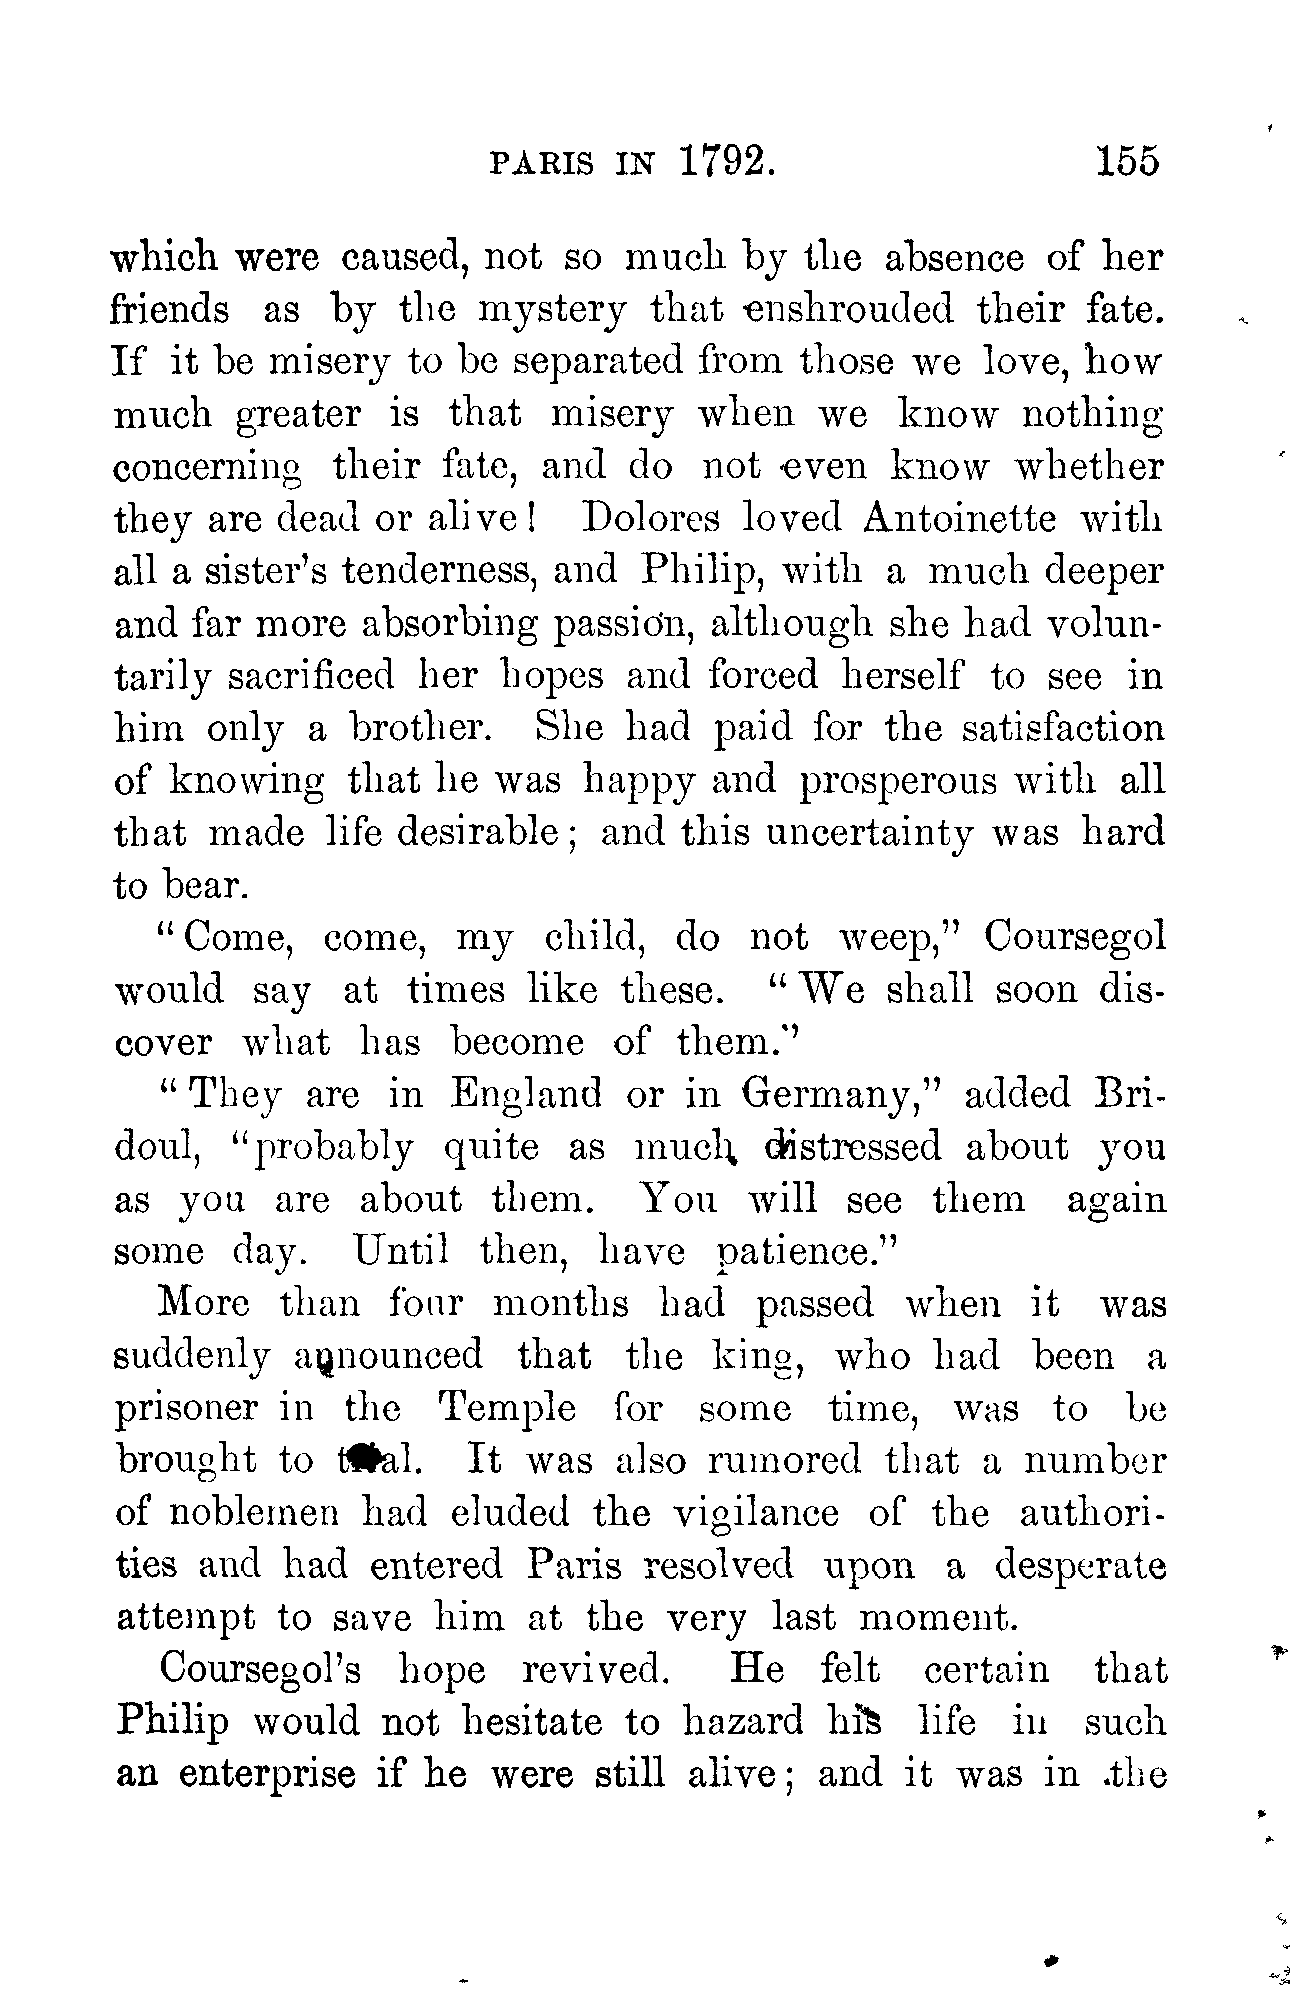 PARIS IN 1792. 155
which were caused, not so much by the absence of her
friends as by the mystery that enshrouded their fate.
If it be misery to be separated from those we love, how
much greater is that misery when we know nothing
concerning their fate, and do not even know whether
they are dead or alive! Dolores loved Antoinette with
all a sister's tenderness, and Philip, with a much deeper
and far more absorbing passion, although she had volun-
tarily sacrificed her hopes and forced herself to see in
him only a brother. She had paid for the satisfaction
of knowing that he was happy and prosperous with all
that made life desirable; and this uncertainty was hard
to bear.
"Come, come, my child, do not weep," Coursegol
would say at times like these. "We shall soon dis-
cover what has become of them."
"They are in England or in Germany," added Bri-
doul, "probably quite as much distressed about you
as you are about them. You will see them again
some day. Until then, have patience."
More than four months had passed when it was
suddenly announced that the king, who had been a
prisoner in the Temple for some time, was to be
brought to trial. It was also rumored that a number
of noblemen had eluded the vigilance of the authori-
ties and had entered Paris resolved upon a desperate
attempt to save him at the very last moment.
Coursegol's hope revived. He felt certain that
Philip would not hesitate to hazard his life in such
an enterprise if he were still alive; and it was in the